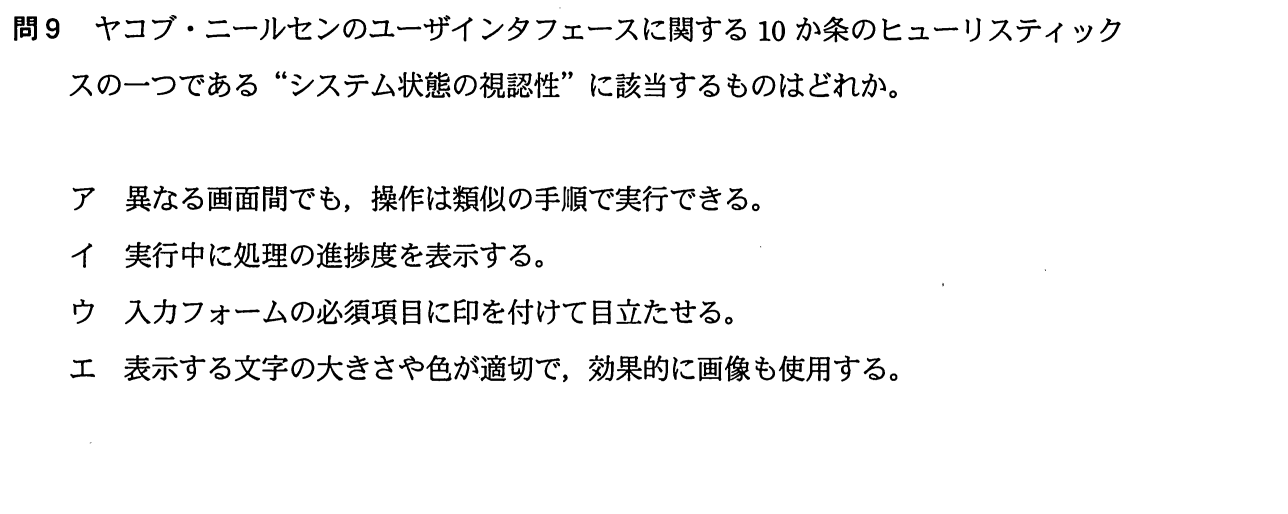 問9 ヤコブ・ニールセンのユーザインタフェースに関する 10 か条のヒューリスティック
スの一つである“システム状態の視認性”に該当するものはどれか。
ア 異なる画面間でも，操作は類似の手順で実行できる。
イ 実行中に処理の進捗度を表示する。
ウ 入力フォームの必須項目に印を付けて目立たせる。
エ 表示する文字の大きさや色が適切で，効果的に画像も使用する。